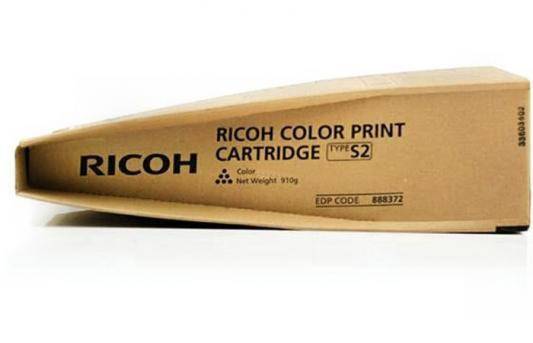 RICOH
RICOH COLOR PRINT
CARTRIDGE TYPE S2
Color
Net Weight 910g
EDP CODE 888372